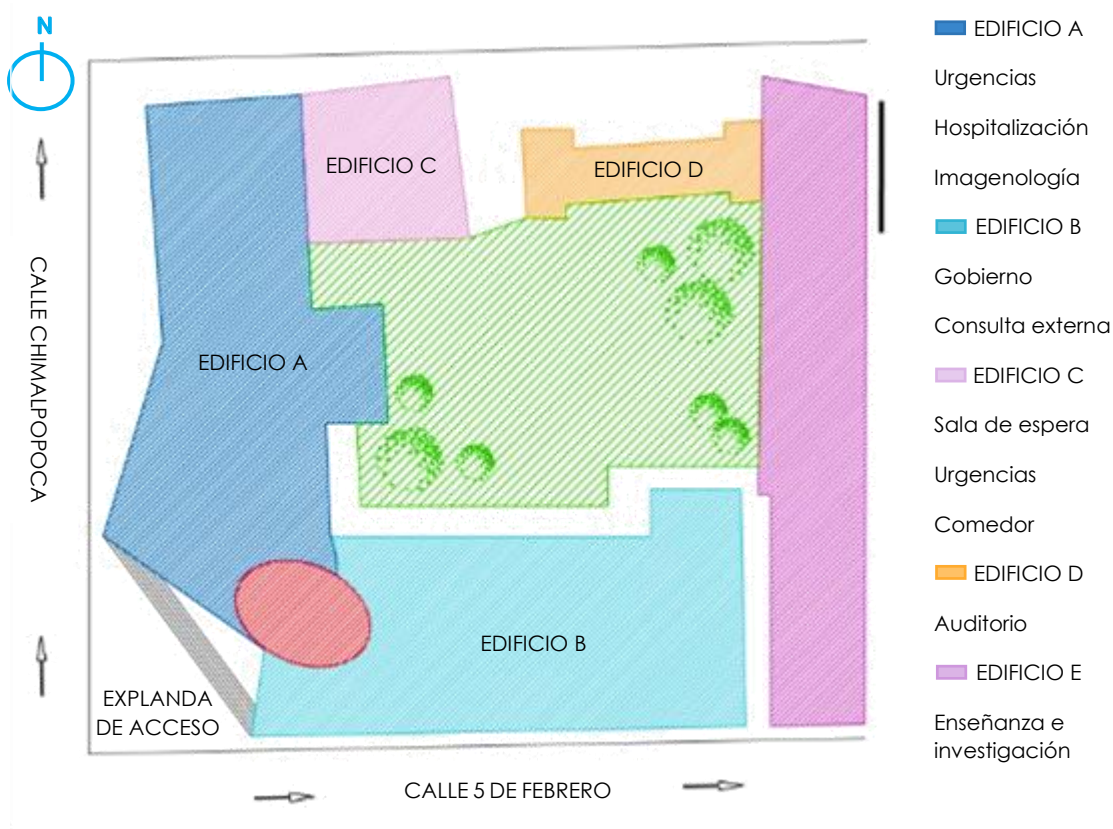 N
CALLE CHIMALPOPOCA
EDIFICIO C
EDIFICIO D
EDIFICIO A
EDIFICIO B
EXPLANDA
DE ACCESO
CALLE 5 DE FEBRERO
EDIFICIO A
Urgencias
Hospitalización
Imagenología
EDIFICIO B
Gobierno
Consulta externa
EDIFICIO C
Sala de espera
Urgencias
Comedor
EDIFICIO D
Auditorio
EDIFICIO E
Enseñanza e
investigación